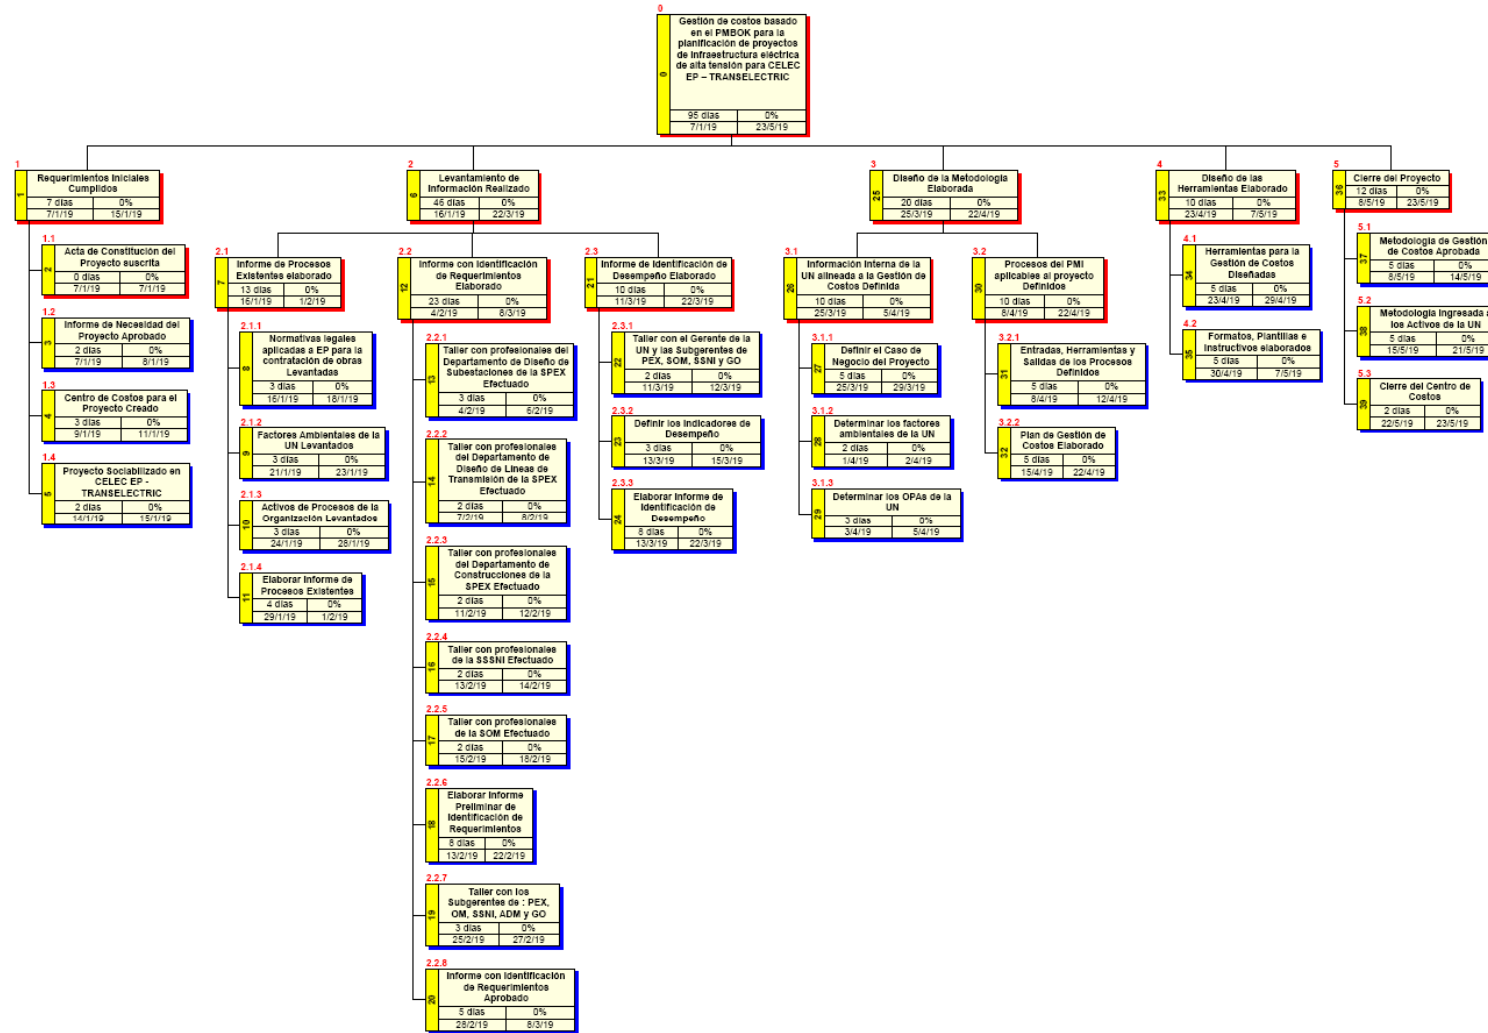 0
Gestión de costos basado
en el PMBOK para la
planificación de proyectos
de infraestructura eléctrica
de alta tensión para CELEC
EP – TRANSELECTRIC
0
95 días 0%
7/1/19 23/5/19
1
Requerimientos Iniciales
Cumplidos
1
7 días 0%
7/1/19 15/1/19
1.1
Acta de Constitución del
Proyecto suscrita
2
0 días 0%
7/1/19 7/1/19
1.2
Informe de Necesidad del
Proyecto Aprobado
3
2 días 0%
7/1/19 8/1/19
1.3
Centro de Costos para el
Proyecto Creado
4
3 días 0%
9/1/19 11/1/19
1.4
Proyecto Sociabilizado en
CELEC EP -
TRANSELECTRIC
5
2 días 0%
14/1/19 15/1/19
2
Levantamiento de
Información Realizado
6
46 días 0%
16/1/19 22/3/19
2.1
Informe de Procesos
Existentes elaborado
7
13 días 0%
16/1/19 1/2/19
2.1.1
Normativas legales
aplicadas a EP para la
contratación de obras
Levantadas
8
3 días 0%
16/1/19 18/1/19
2.1.2
Factores Ambientales de la
UN Levantados
9
3 días 0%
21/1/19 23/1/19
2.1.3
Activos de Procesos de la
Organización Levantados
10
3 días 0%
24/1/19 28/1/19
2.1.4
Elaborar Informe de
Procesos Existentes
11
4 días 0%
29/1/19 1/2/19
2.2
Informe con Identificación
de Requerimientos
Elaborado
12
23 días 0%
4/2/19 8/3/19
2.2.1
Taller con profesionales del
Departamento de Diseño de
Subestaciones de la SPEX
Efectuado
13
3 días 0%
4/2/19 6/2/19
2.2.2
Taller con profesionales
del Departamento de
Diseño de Líneas de
Transmisión de la SPEX
Efectuado
14
2 días 0%
7/2/19 8/2/19
2.2.3
Taller con profesionales
del Departamento de
Construcciones de la
SPEX Efectuado
15
2 días 0%
11/2/19 12/2/19
2.2.4
Taller con profesionales
de la SSSNI Efectuado
16
2 días 0%
13/2/19 14/2/19
2.2.5
Taller con profesionales
de la SOM Efectuado
17
2 días 0%
15/2/19 18/2/19
2.2.6
Elaborar Informe
Preliminar de
Identificación de
Requerimientos
18
8 días 0%
13/2/19 22/2/19
2.2.7
Taller con los
Subgerentes de : PEX,
OM, SSNI, ADM y GO
19
3 días 0%
25/2/19 27/2/19
2.2.8
Informe con Identificación
de Requerimientos
Aprobado
20
5 días 0%
28/2/19 8/3/19
2.3
Informe de Identificación de
Desempeño Elaborado
21
10 días 0%
11/3/19 22/3/19
2.3.1
Taller con el Gerente de la
UN y las Subgerentes de
PEX, SOM, SSNI y GO
22
2 días 0%
11/3/19 12/3/19
2.3.2
Definir los Indicadores de
Desempeño
23
3 días 0%
13/3/19 15/3/19
2.3.3
Elaborar Informe de
Identificación de
Desempeño
24
8 días 0%
13/3/19 22/3/19
3
Diseño de la Metodología
Elaborada
25
20 días 0%
25/3/19 22/4/19
3.1
Información Interna de la
UN alineada a la Gestión de
Costos Definida
26
10 días 0%
25/3/19 5/4/19
3.1.1
Definir el Caso de
Negocio del Proyecto
27
5 días 0%
25/3/19 29/3/19
3.1.2
Determinar los factores
ambientales de la UN
28
2 días 0%
1/4/19 2/4/19
3.1.3
Determinar los OPAs de la
UN
29
3 días 0%
3/4/19 5/4/19
3.2
Procesos del PMI
aplicables al proyecto
Definidos
30
10 días 0%
8/4/19 22/4/19
3.2.1
Entradas, Herramientas y
Salidas de los Procesos
Definidos
31
5 días 0%
8/4/19 12/4/19
3.2.2
Plan de Gestión de
Costos Elaborado
32
5 días 0%
15/4/19 22/4/19
4
Diseño de las
Herramientas Elaborado
33
10 días 0%
23/4/19 7/5/19
4.1
Herramientas para la
Gestión de Costos
Diseñadas
34
5 días 0%
23/4/19 29/4/19
4.2
Formatos, Plantillas e
Instructivos elaborados
35
5 días 0%
30/4/19 7/5/19
5
Cierre del Proyecto
36
12 días 0%
8/5/19 23/5/19
5.1
Metodología de Gestión
de Costos Aprobada
37
5 días 0%
8/5/19 14/5/19
5.2
Metodología Ingresada a
los Activos de la UN
38
5 días 0%
15/5/19 21/5/19
5.3
Cierre del Centro de
Costos
39
2 días 0%
22/5/19 23/5/19